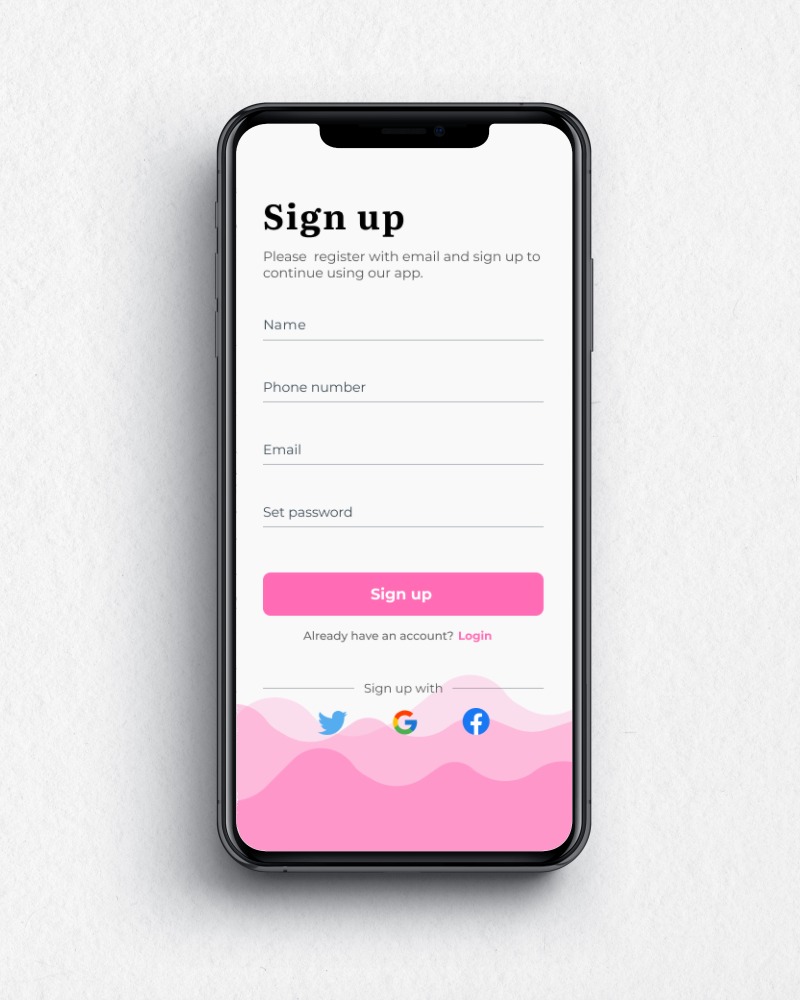 Sign up
Please  register with email and sign up to
continue using our app.
Name
Phone number
Email
Set password
Sign up
Already have an account? Login
Sign up with